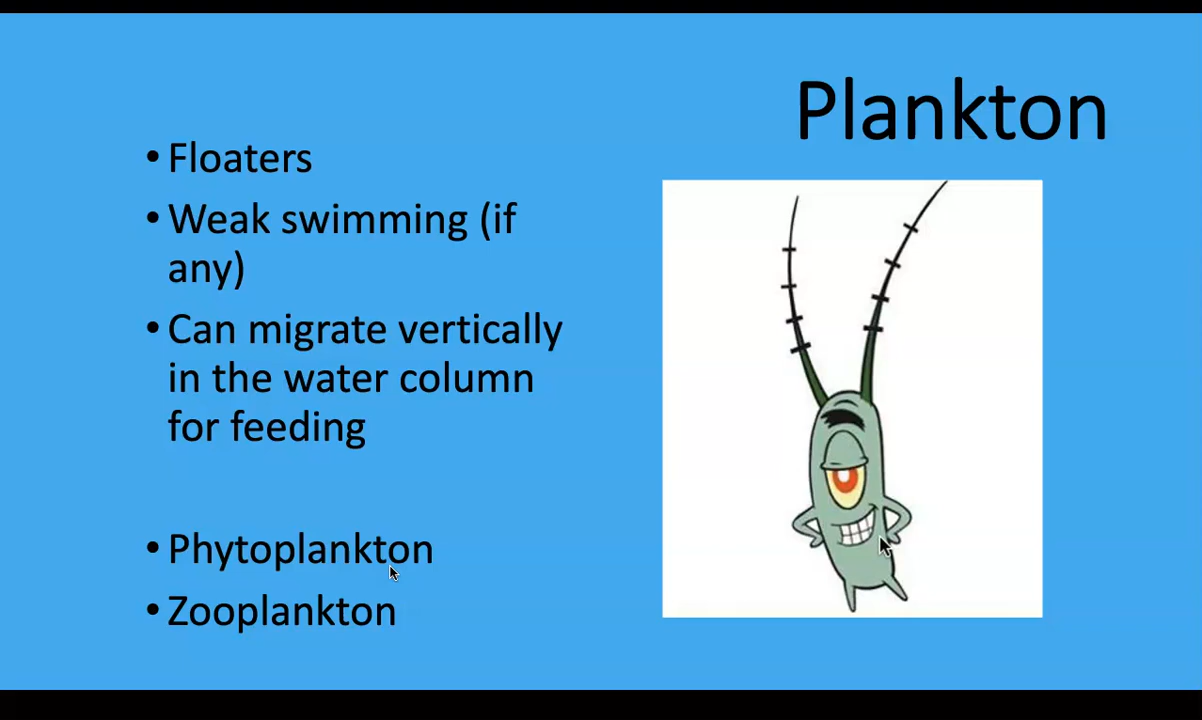 Plankton
• Floaters
• Weak swimming (if
any)
• Can migrate vertically
in the water column
for feeding
• Phytoplankton
• Zooplankton